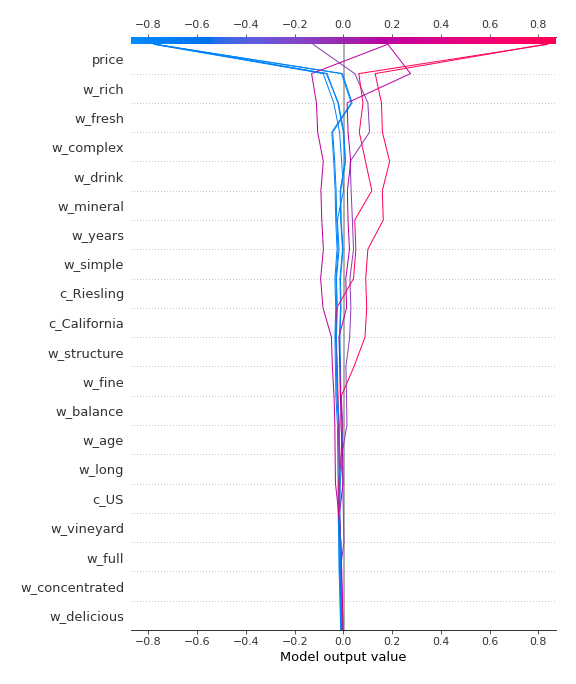 −0.8 −0.6 −0.4 −0.2 0.0 0.2 0.4 0.6 0.8
price
w_rich
w_fresh
w_complex
w_drink
w_mineral
w_years
w_simple
c_Riesling
c_California
w_structure
w_fine
w_balance
w_age
w_long
c_US
w_vineyard
w_full
w_concentrated
w_delicious
−0.8 −0.6 −0.4 −0.2 0.0 0.2 0.4 0.6 0.8
Model output value